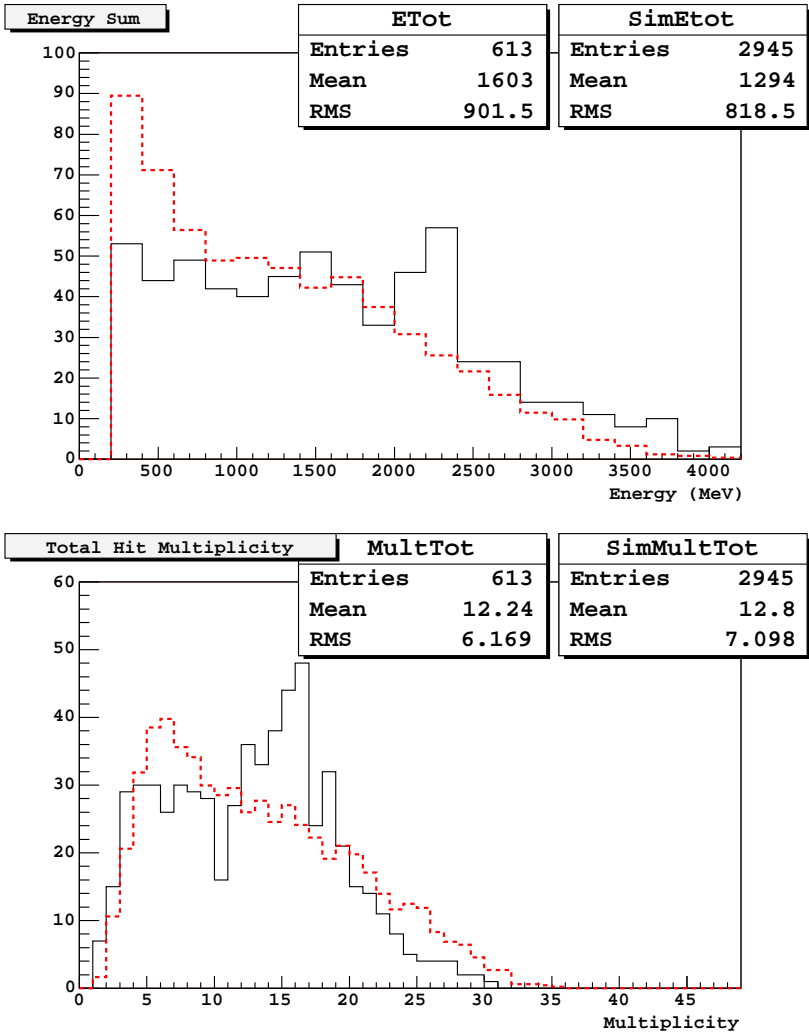 Energy Sum
ETot
Entries 613
Mean 1603
RMS 901.5
SimEtot
Entries 2945
Mean 1294
RMS 818.5
100
90
80
70
60
50
40
30
20
10
0
0 500 1000 1500 2000 2500 3000 3500 4000
Energy (MeV)
Total Hit Multiplicity
MultTot
Entries 613
Mean 12.24
RMS 6.169
SimMultTot
Entries 2945
Mean 12.8
RMS 7.098
60
50
40
30
20
10
0
0 5 10 15 20 25 30 35 40 45
Multiplicity